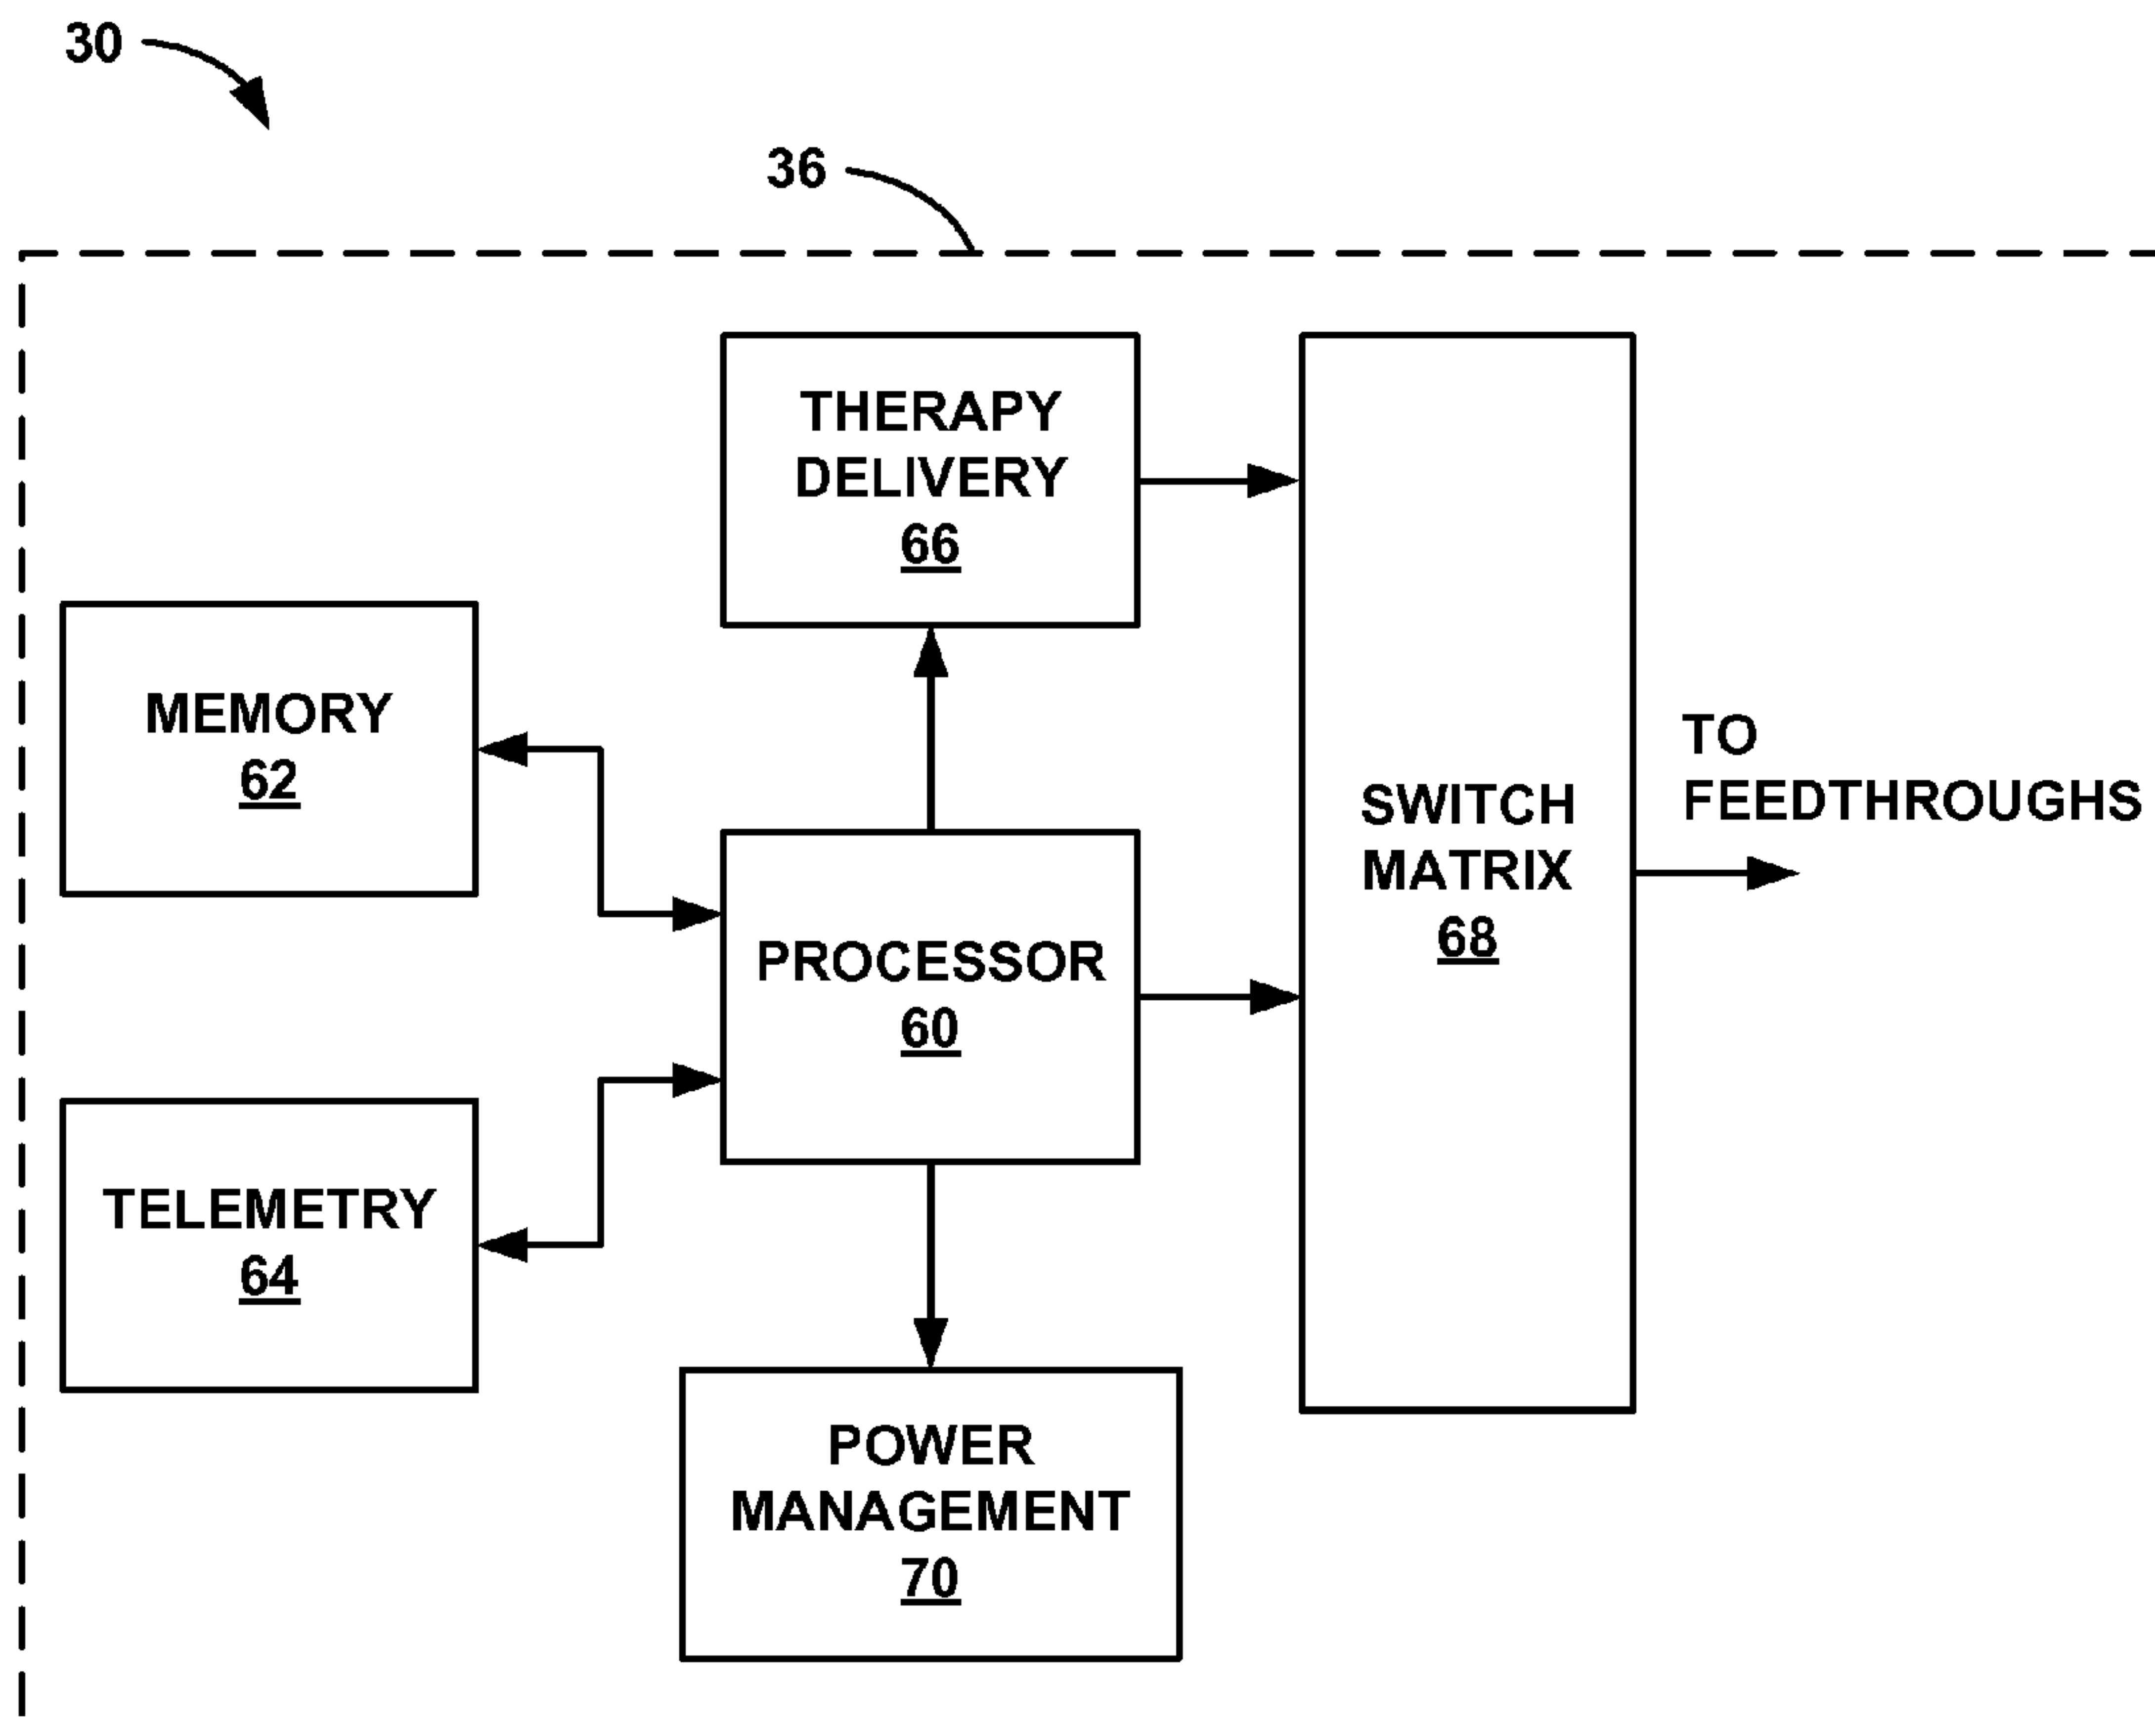 30
36
THERAPY
DELIVERY
66
MEMORY
62
TO
FEEDTHROUGHS
SWITCH
MATRIX
68
PROCESSOR
60
TELEMETRY
64
POWER
MANAGEMENT
70